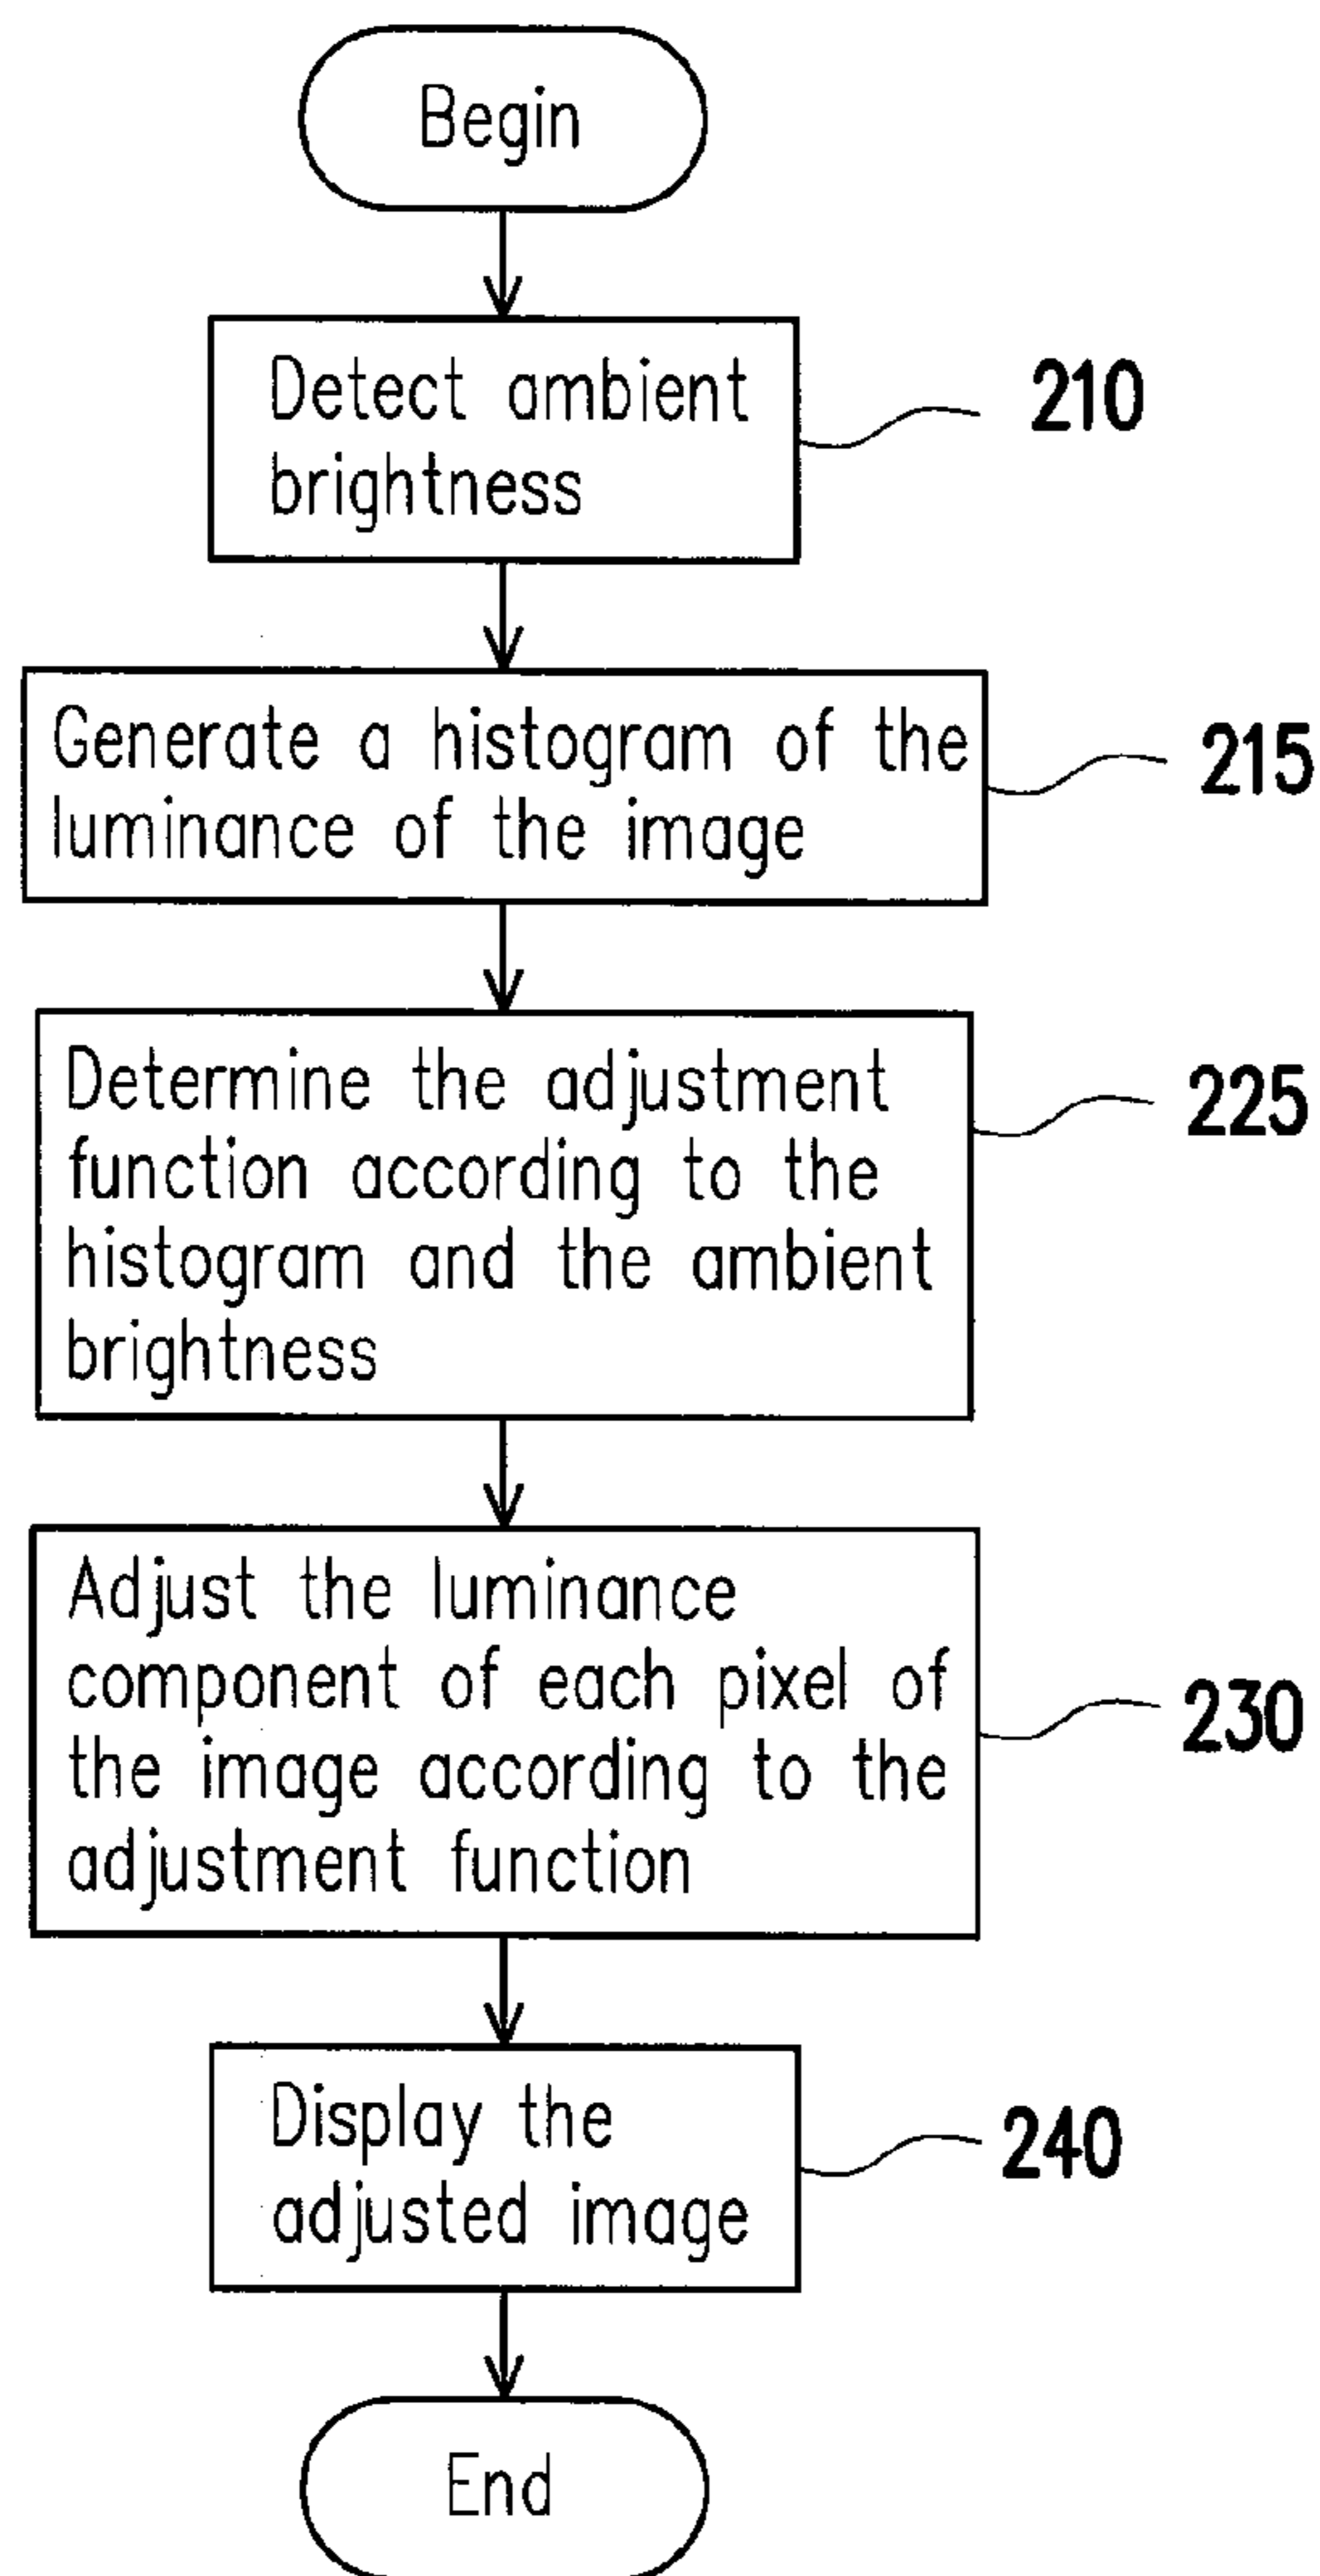 Begin
Detect ambient
brightness
210
Generate a histogram of the
luminance of the image
215
Determine the adjustment
function according to the
histogram and the ambient
brightness
225
Adjust the luminance
component of each pixel of
the image according to the
adjustment function
230
Display the
adjusted image
240
End